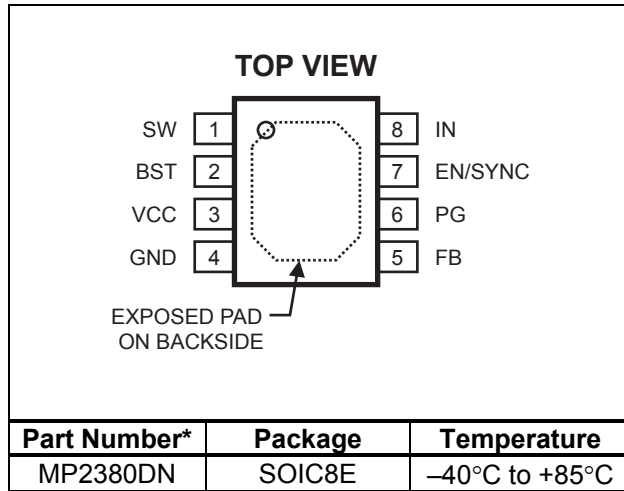 TOP VIEW
SW 1 8 IN
BST 2 7 EN/SYNC
VCC 3 6 PG
GND 4 5 FB
EXPOSED PAD
ON BACKSIDE
Part Number* Package Temperature
MP2380DN SOIC8E –40°C to +85°C